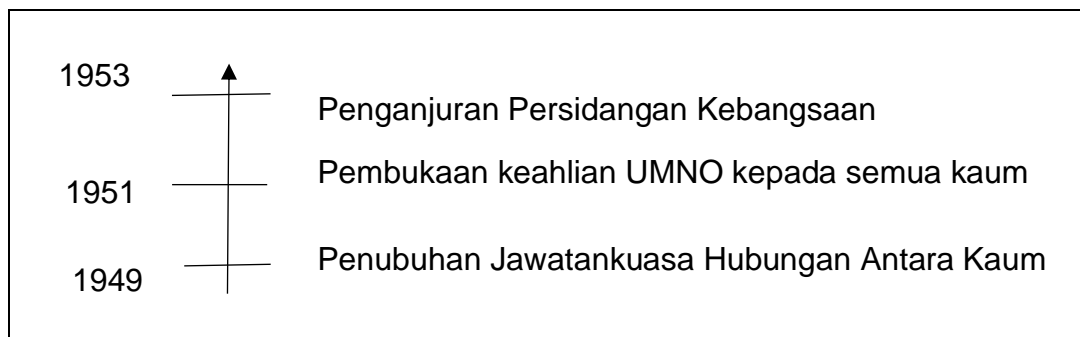 1953
Penganjuran Persidangan Kebangsaan
1951
Pembukaan keahlian UMNO kepada semua kaum
1949
Penubuhan Jawatankuasa Hubungan Antara Kaum